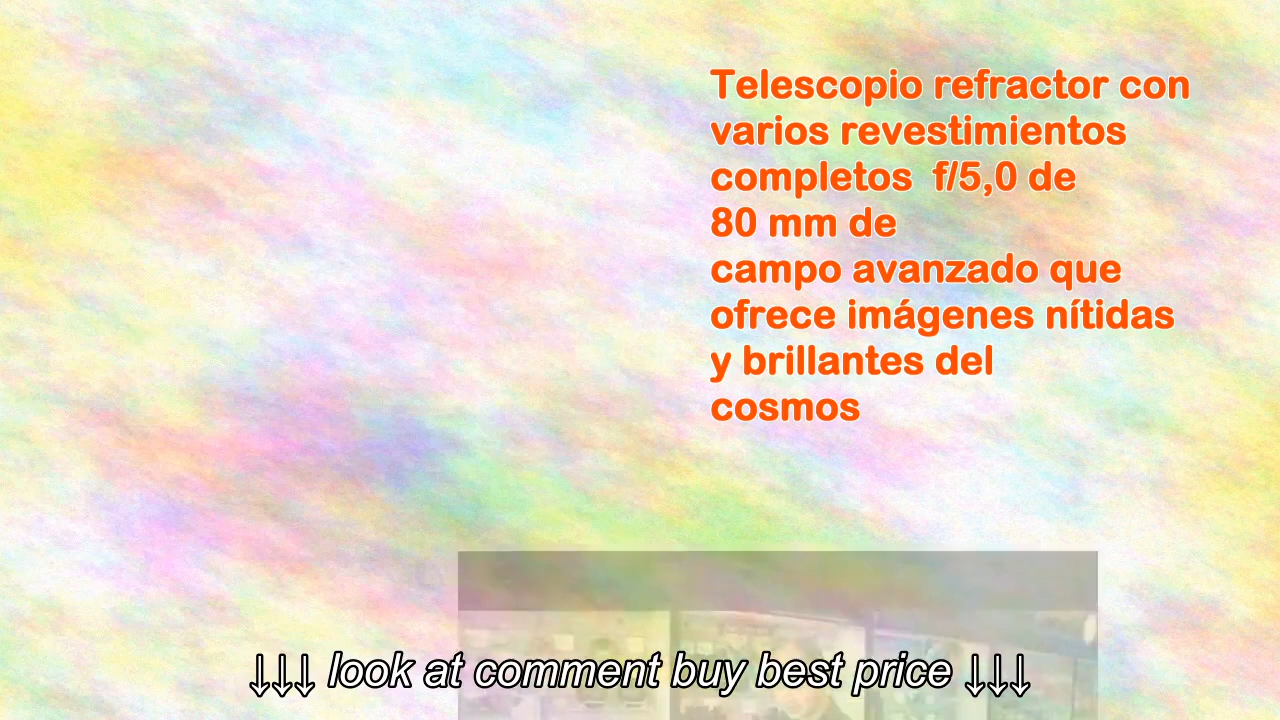 Telescopio refractor con
varios revestimientos
completos f/5,0 de
80 mm de
campo avanzado que
ofrece imágenes nítidas
y brillantes del
cosmos
↓↓↓ look at comment buy best price ↓↓↓